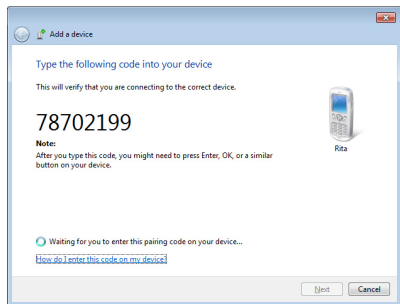 Add a device
Type the following code into your device
This will verify that you are connecting to the correct device.
78702199
Note:
After you type this code, you might need to press Enter, OK, or a similar
button on your device.
Rita
Waiting for you to enter this pairing code on your device...
How do I enter this code on my device?
Next
Cancel